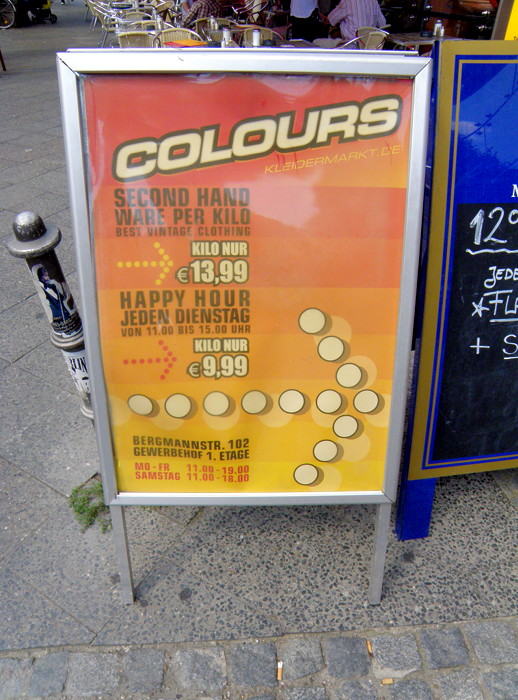 COLOURS
KLEIDERMARKT.DE
SECOND HAND
WARE PER KILO
BEST VINTAGE CLOTHING
KILO NUR
€13,99
HAPPY HOUR
JEDEN DIENSTAG
VON 11.00 BIS 15.00 UHR
KILO NUR
€9,99
BERGMANNSTR. 102
GEWERBEHOF 1. ETAGE
MO - FR 11.00 - 19.00
SAMSTAG 11.00 - 18.00
12
JEDE